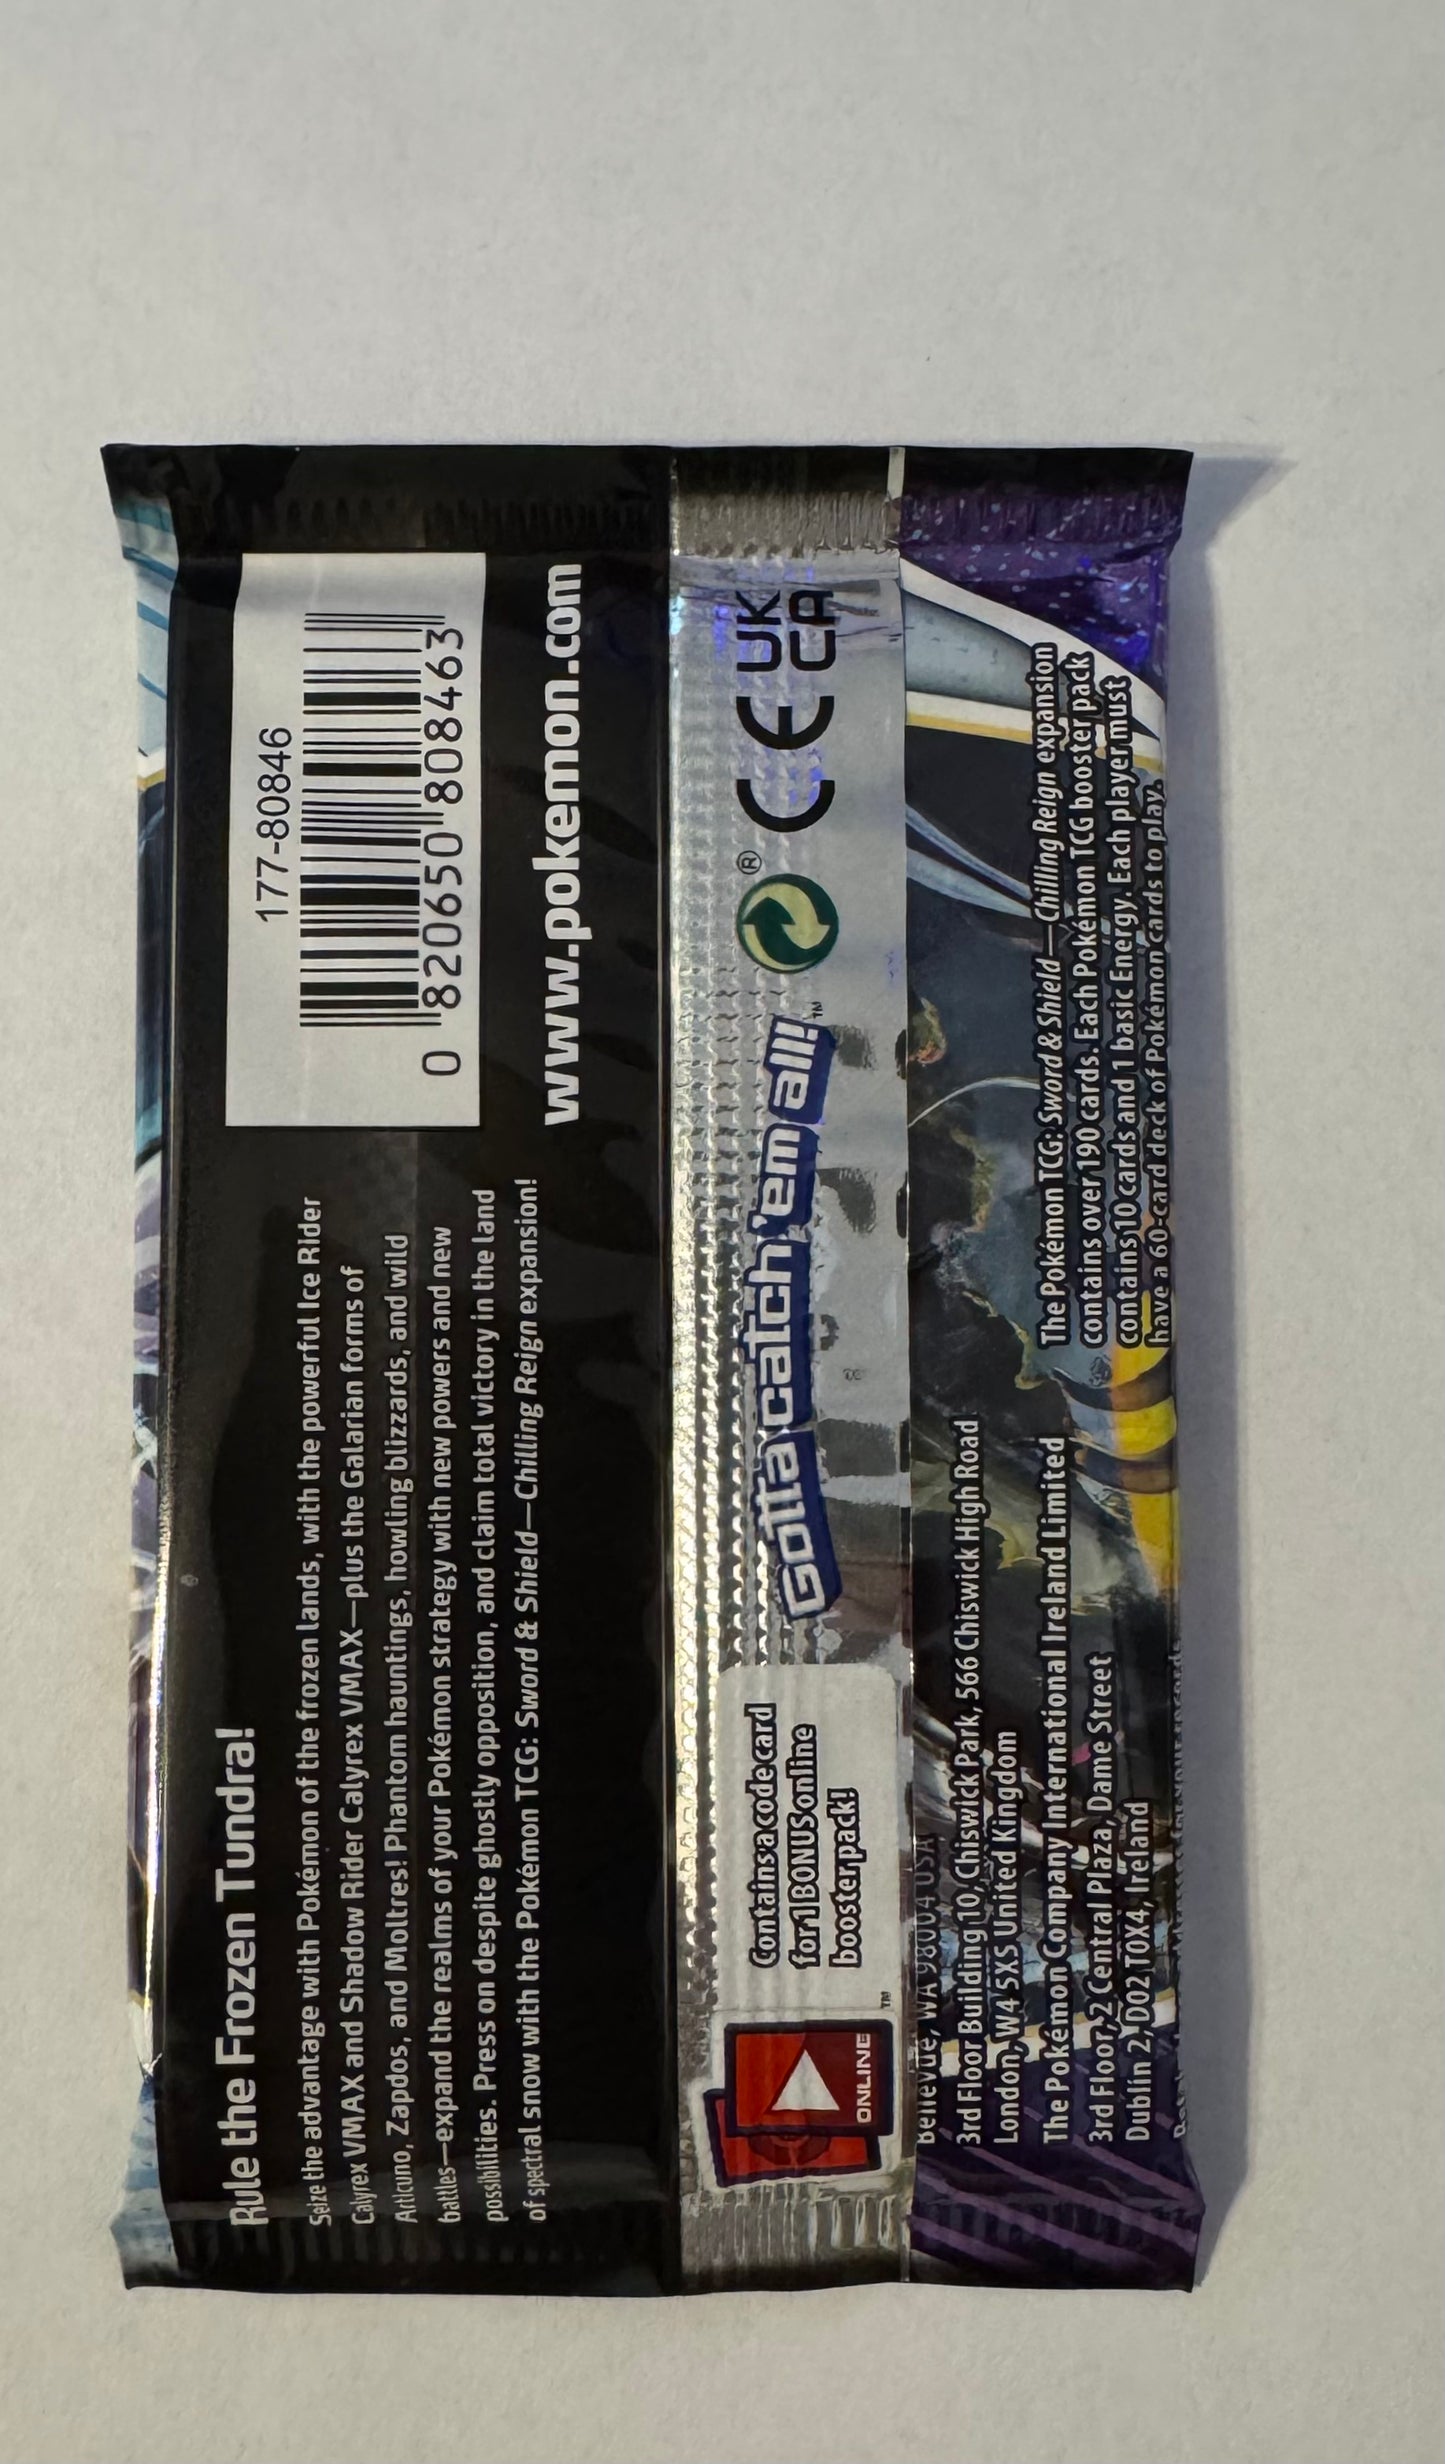 Rule the Frozen Tundra!
Seize the advantage with Pokémon of the frozen lands, with the powerful Ice Rider
Calyrex VMAX and Shadow Rider Calyrex VMAX—plus the Galarian forms of
Articuno, Zapdos, and Moltres! Phantom hauntings, howling blizzards, and wild
battles—expand the realms of your Pokémon strategy with new powers and new
possibilities. Press on despite ghostly opposition, and claim total victory in the land
of spectral snow with the Pokémon TCG: Sword & Shield—Chilling Reign expansion!
177-80846
0 820650 808463
www.pokemon.com
ONLINE
TM
Contains a code card
for 1 BONUS online
booster pack!
Gotta catch 'em all!™
®
CE
UK
CA
Bellevue, WA 98004 USA
3rd Floor Building 10, Chiswick Park, 566 Chiswick High Road
London, W4 5XS United Kingdom
The Pokémon Company International Ireland Limited
3rd Floor, 2 Central Plaza, Dame Street
Dublin 2, D02 T0X4, Ireland
The Pokémon TCG: Sword & Shield—Chilling Reign expansion
contains over 190 cards. Each Pokémon TCG booster pack
contains 10 cards and 1 basic Energy. Each player must
have a 60-card deck of Pokémon cards to play.